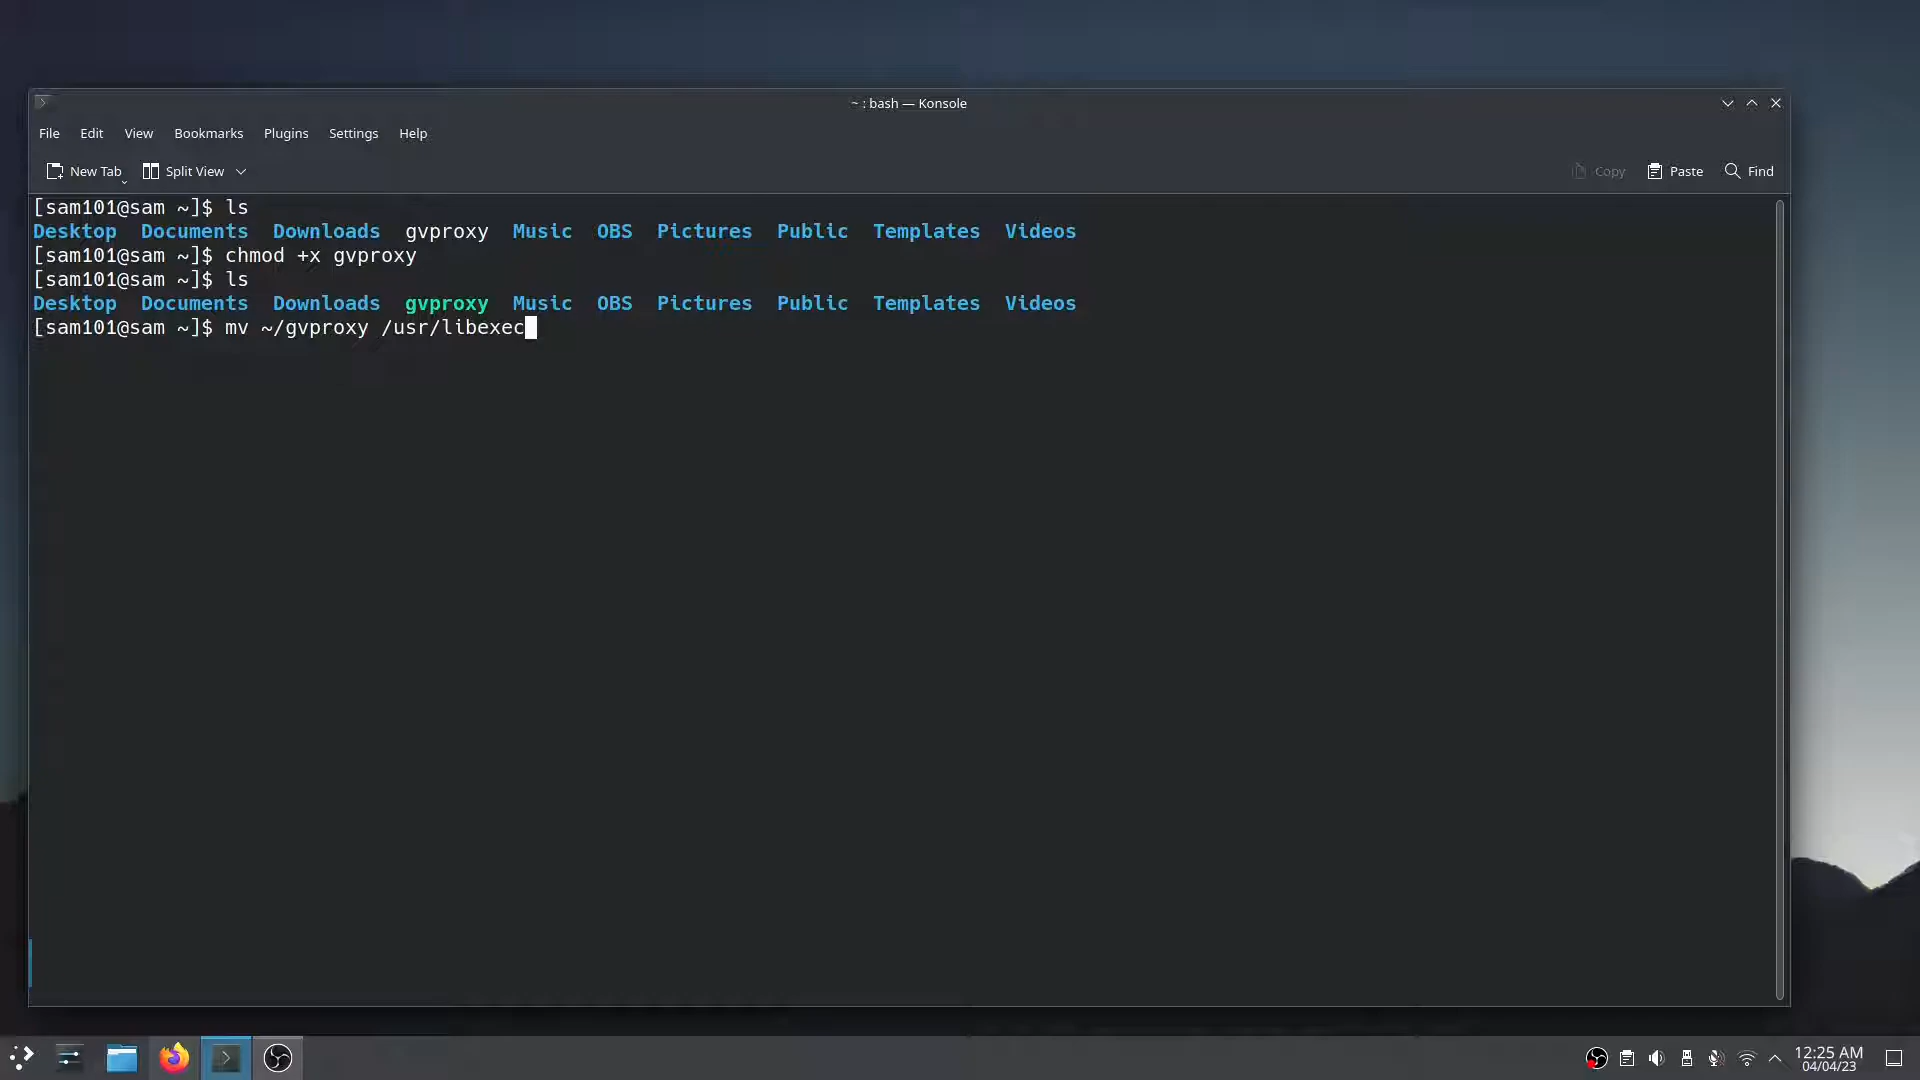 ~ : bash — Konsole
File Edit View Bookmarks Plugins Settings Help
New Tab Split View Copy Paste Find
[sam101@sam ~]$ ls
Desktop Documents Downloads gvproxy Music OBS Pictures Public Templates Videos
[sam101@sam ~]$ chmod +x gvproxy
[sam101@sam ~]$ ls
Desktop Documents Downloads gvproxy Music OBS Pictures Public Templates Videos
[sam101@sam ~]$ mv ~/gvproxy /usr/libexec
12:25 AM
04/04/23